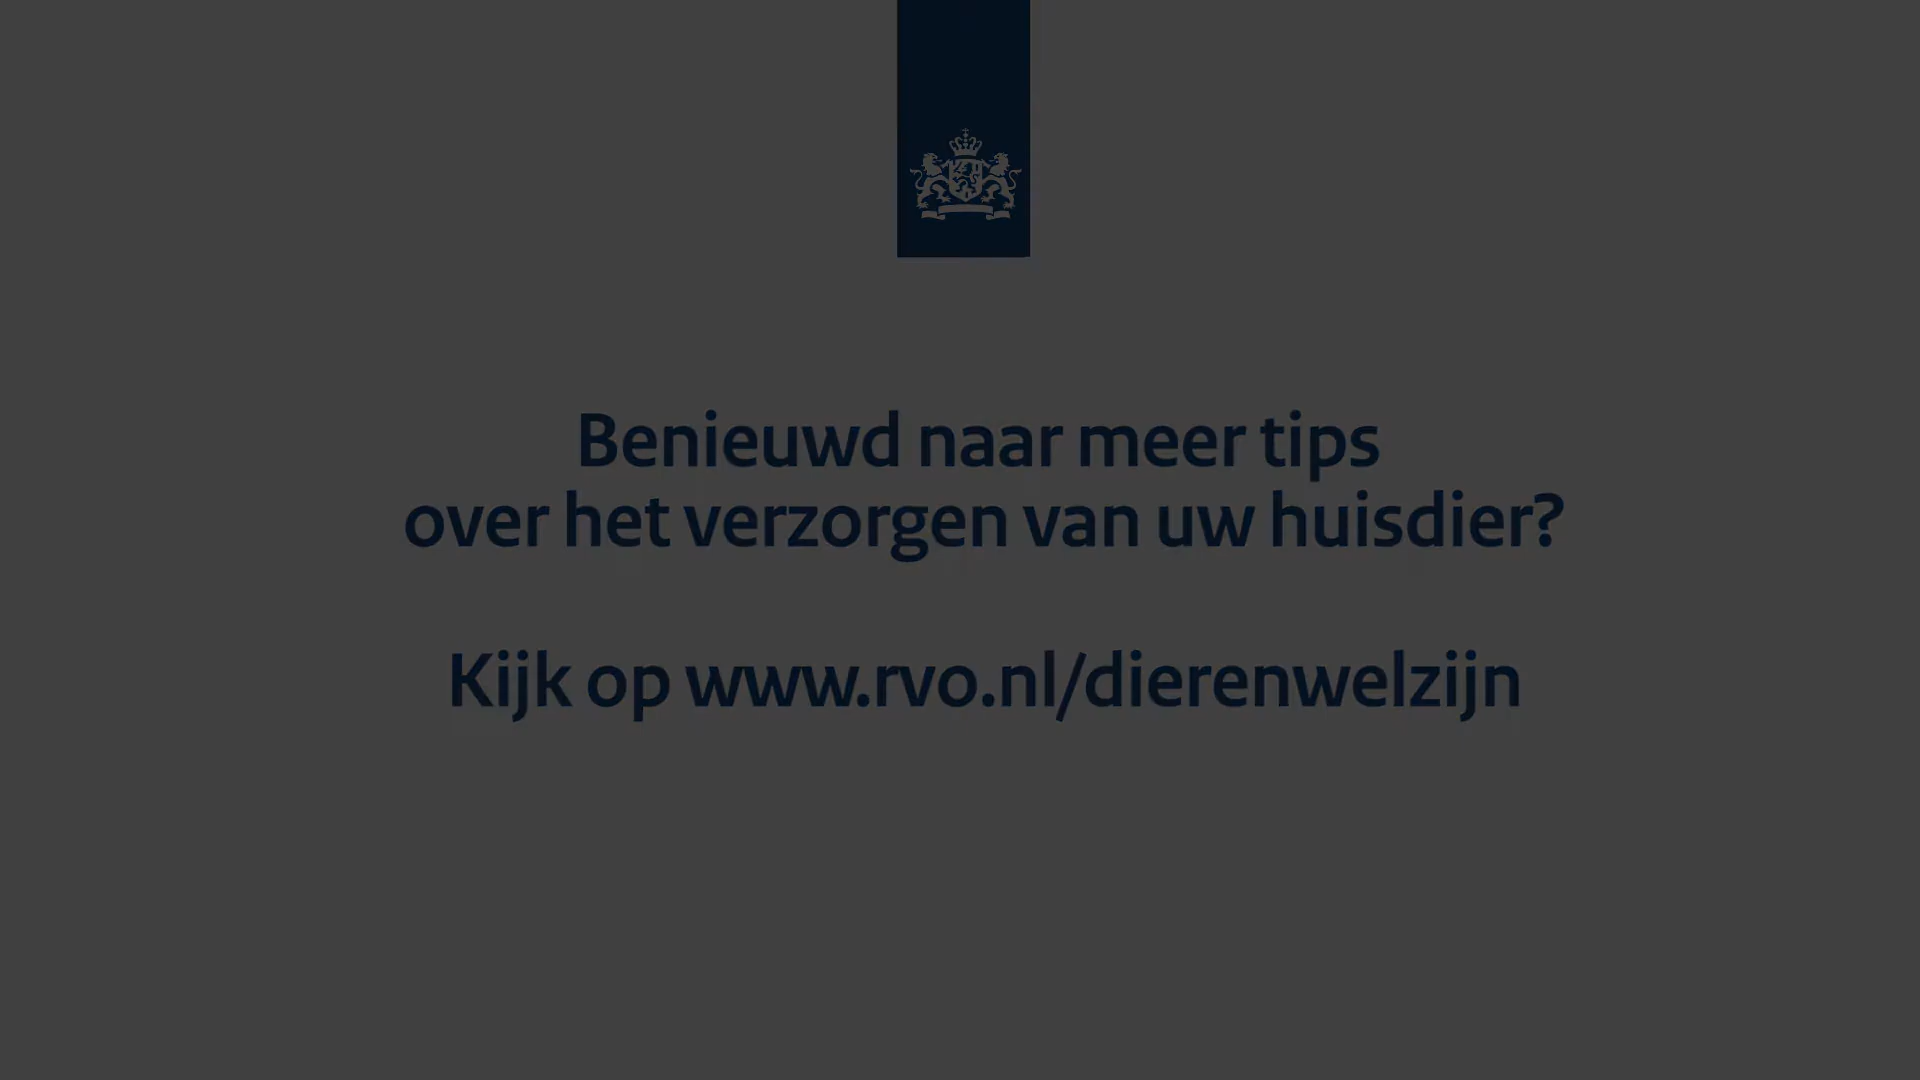 Benieuwd naar meer tips
over het verzorgen van uw huisdier?
Kijk op www.rvo.nl/dierenwelzijn